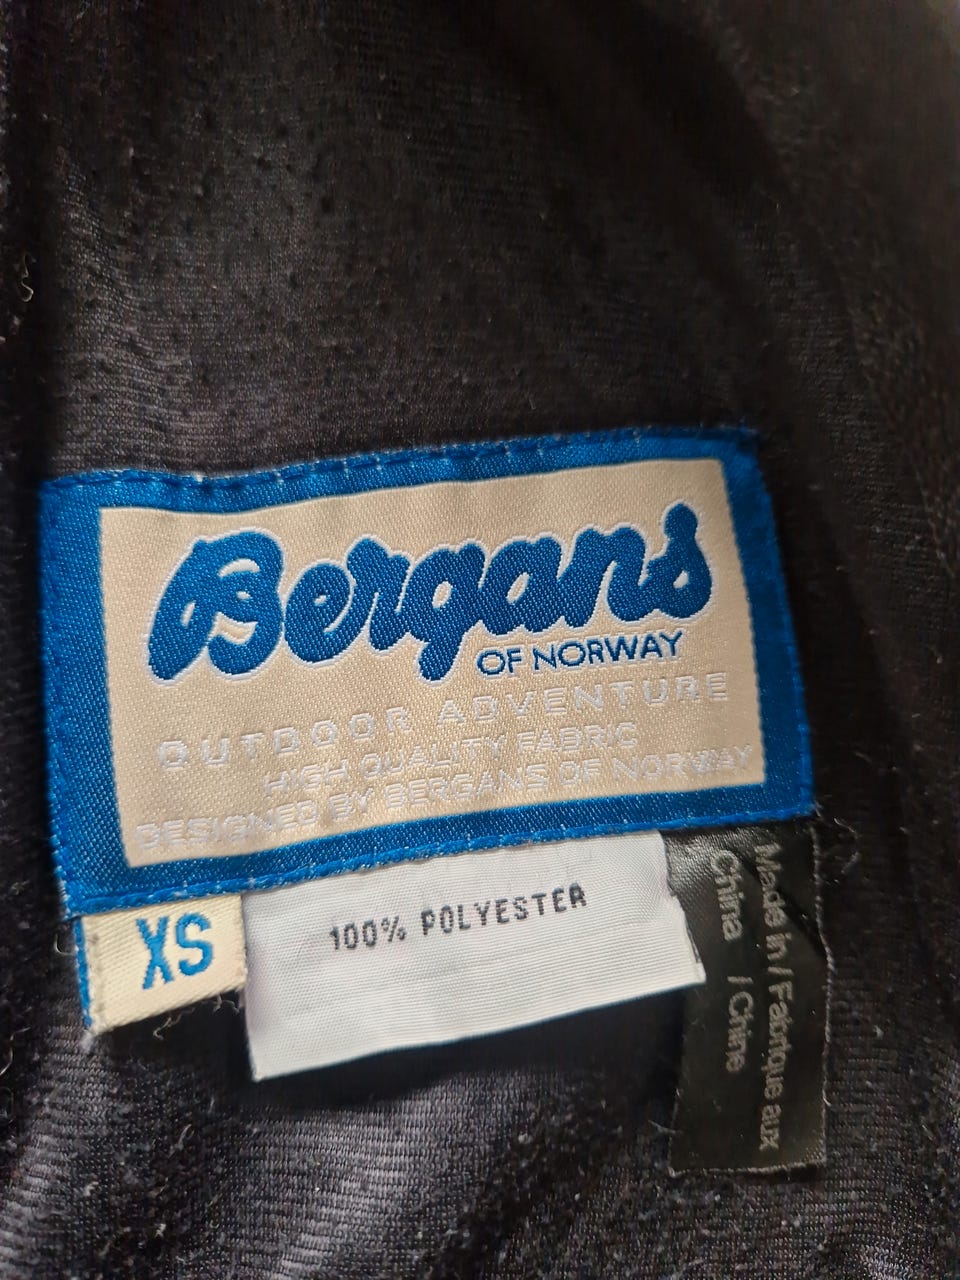 Bergans
OF NORWAY
OUTDOOR ADVENTURE
HIGH QUALITY FABRIC
DESIGNED BY BERGANS OF NORWAY
XS
100% POLYESTER
Made in / Fabrique aux
China / Chine